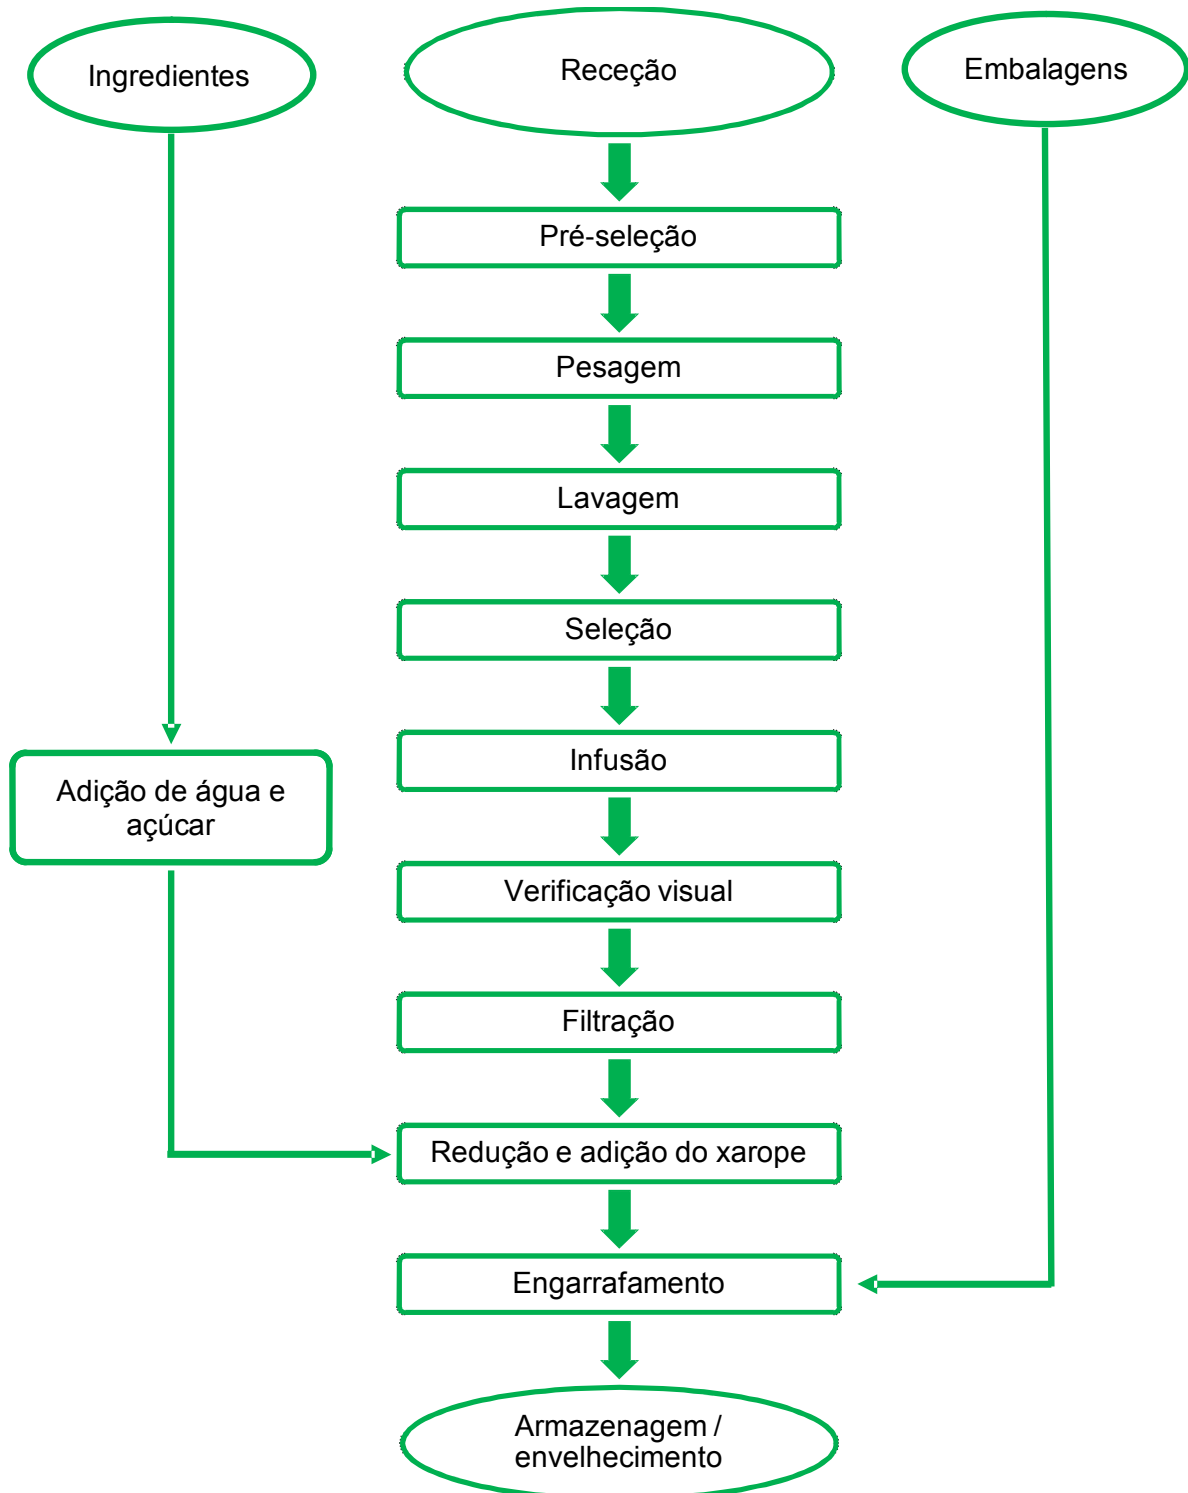 Ingredientes
Receção
Embalagens
Pré-seleção
Pesagem
Lavagem
Seleção
Infusão
Adição de água e
açúcar
Verificação visual
Filtração
Redução e adição do xarope
Engarrafamento
Armazenagem /
envelhecimento